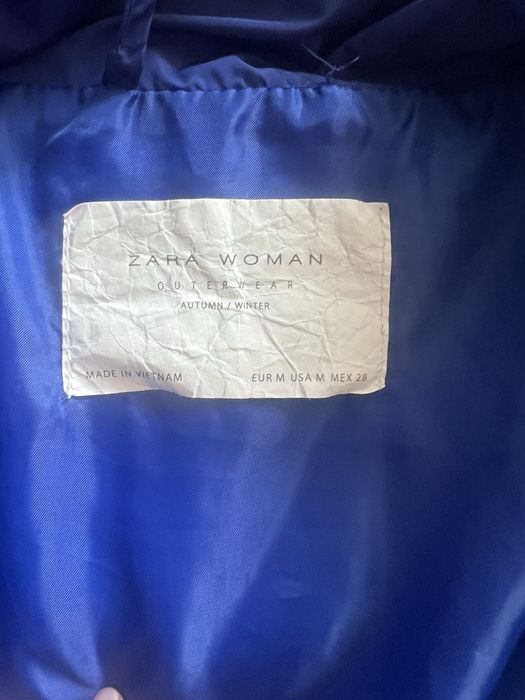 ZARA WOMAN
OUTERWEAR
AUTUMN / WINTER
MADE IN VIETNAM EUR M USA M MEX 28